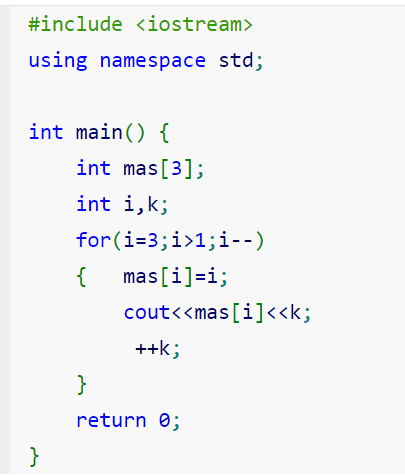 #include <iostream>
using namespace std;

int main() {
    int mas[3];
    int i,k;
    for(i=3;i>1;i--)
    {   mas[i]=i;
        cout<<mas[i]<<k;
         ++k;
    }
    return 0;
}